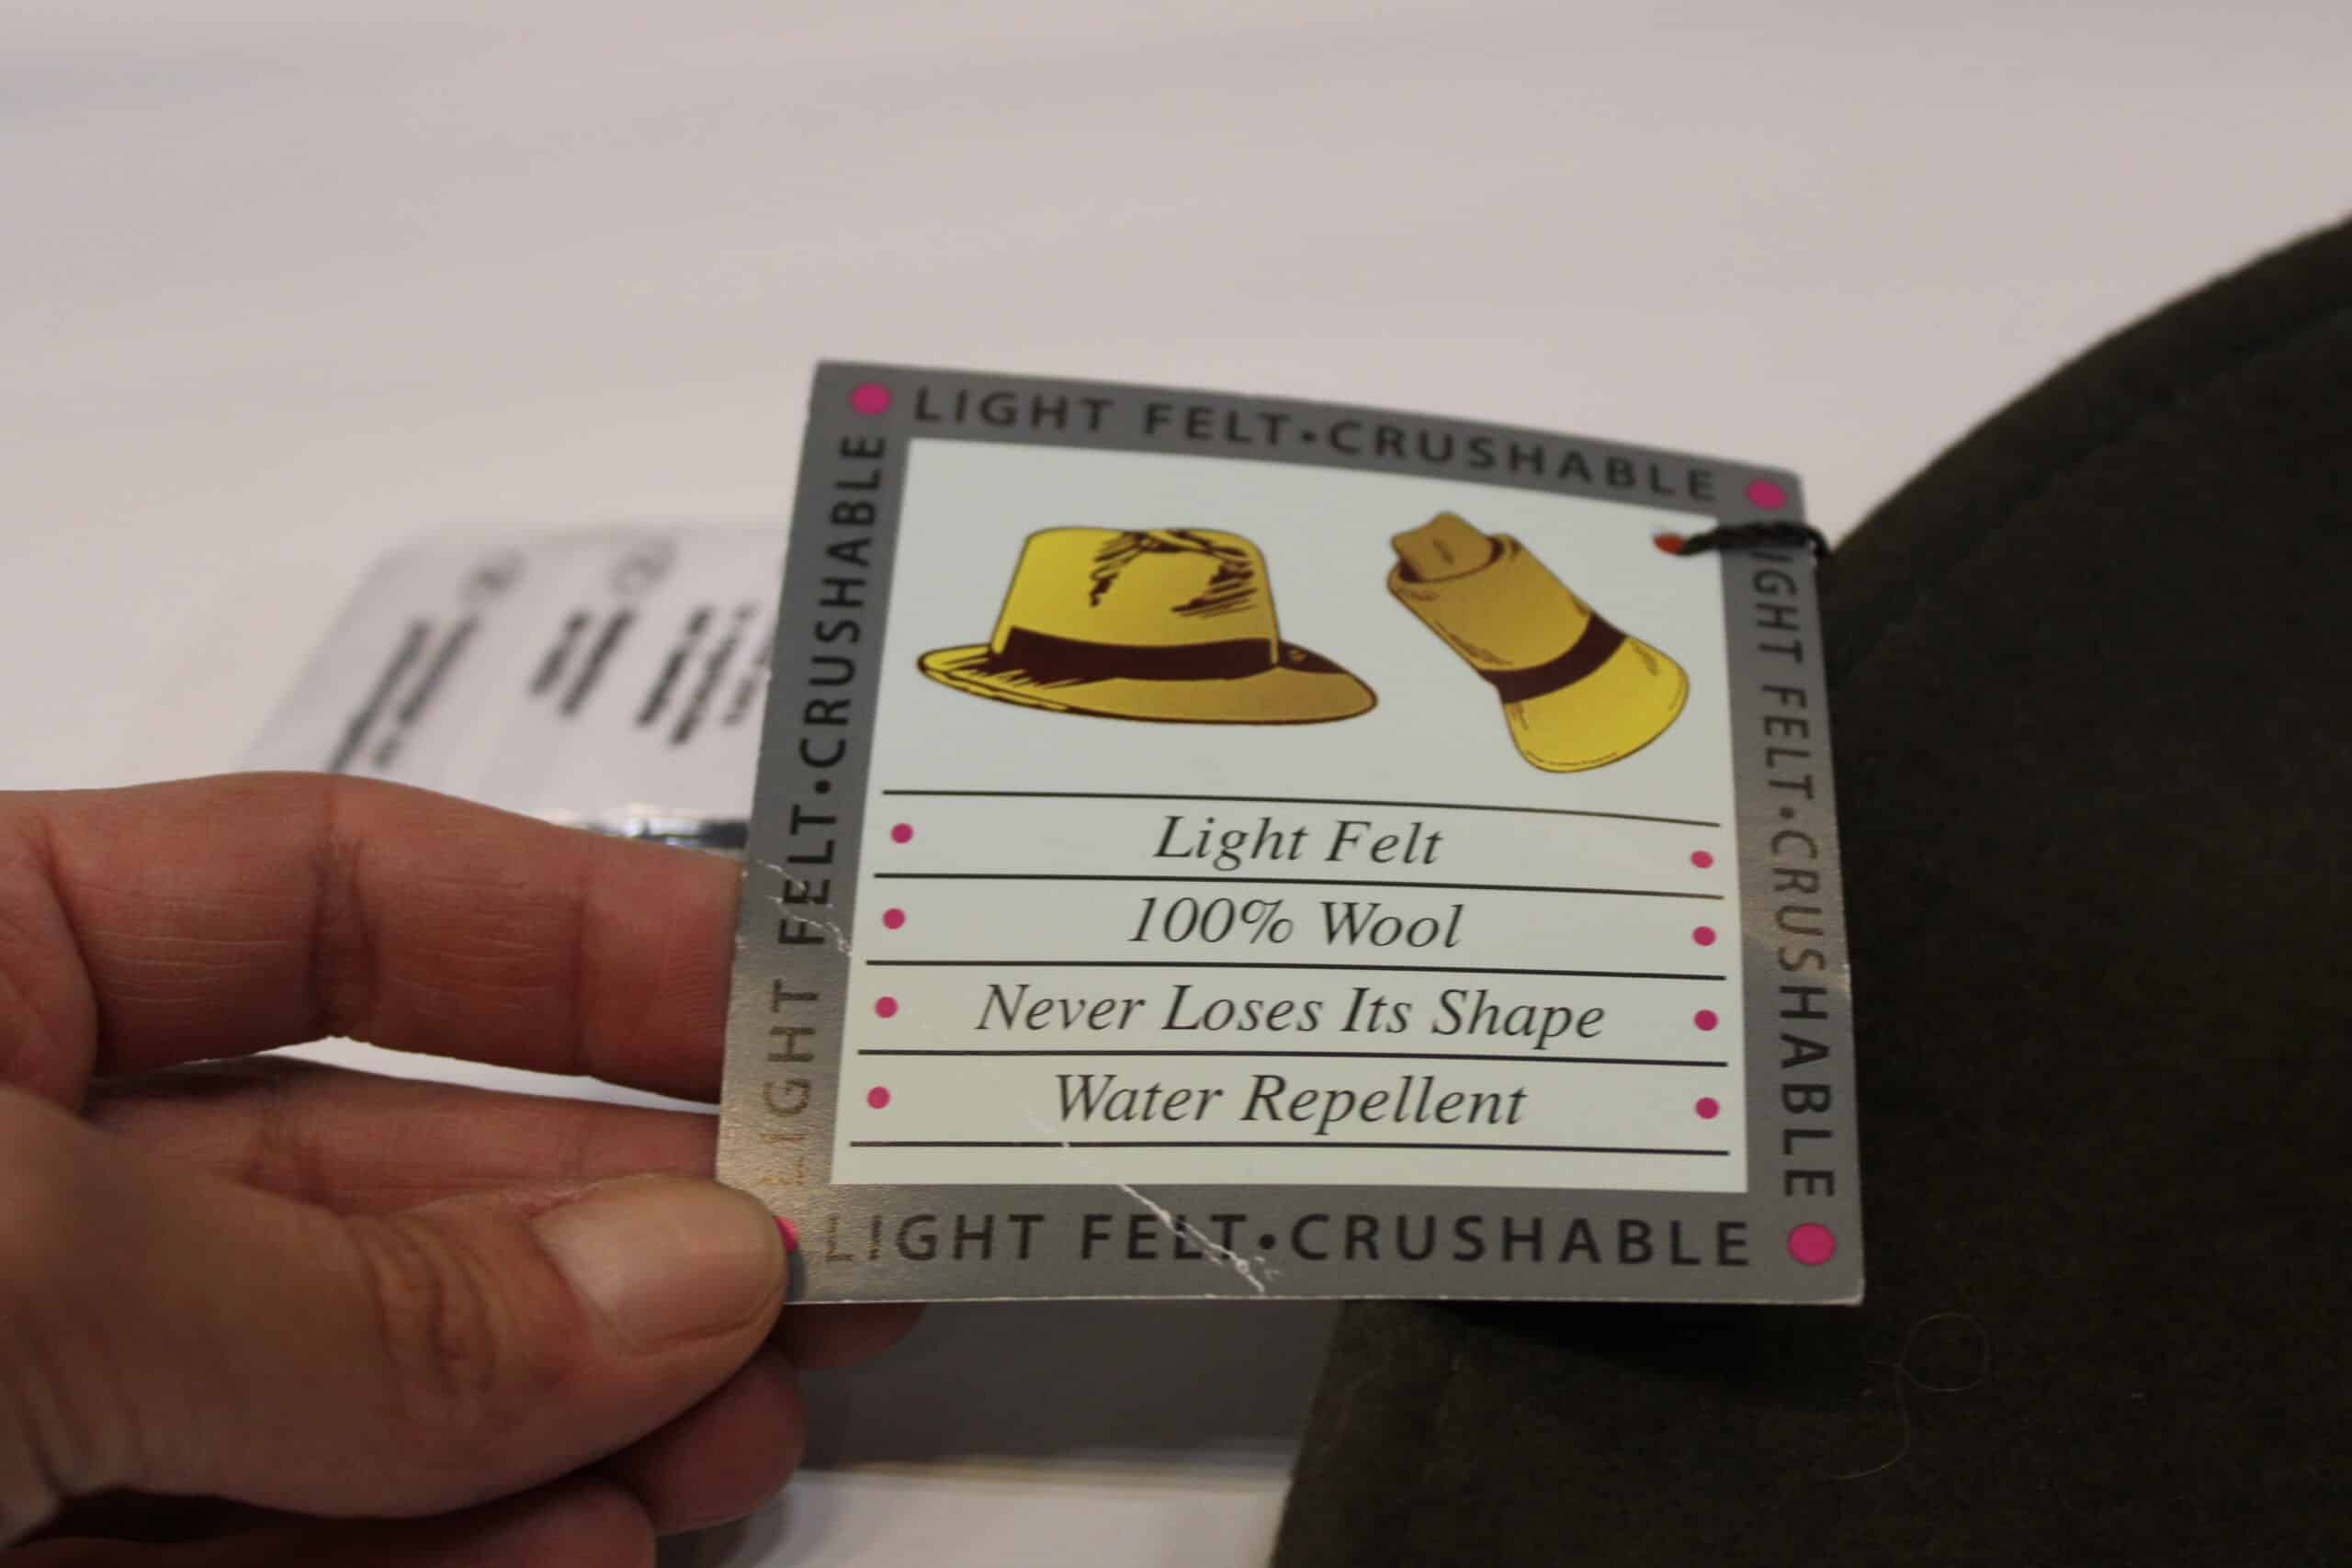 LIGHT FELT•CRUSHABLE
LIGHT FELT•CRUSHABLE
LIGHT FELT•CRUSHABLE
Light Felt
100% Wool
Never Loses Its Shape
Water Repellent
LIGHT FELT•CRUSHABLE